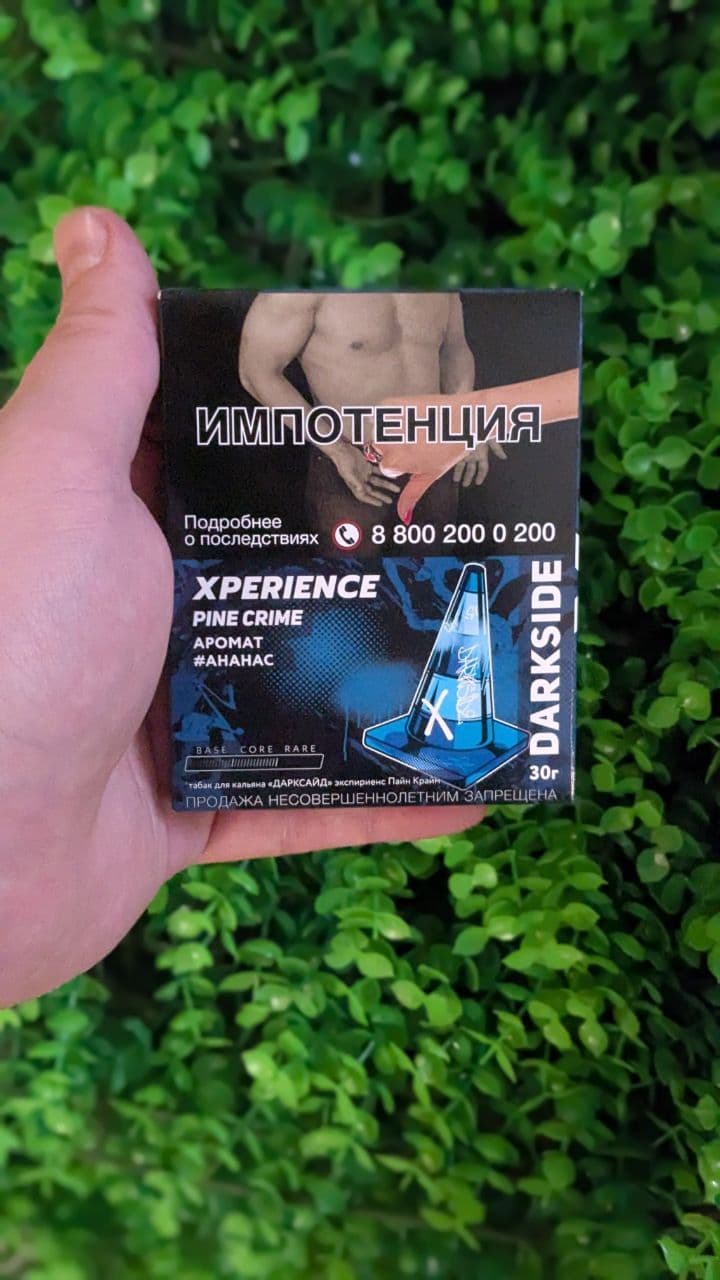 ИМПОТЕНЦИЯ
Подробнее
о последствиях
8 800 200 0 200
XPERIENCE
PINE CRIME
АРОМАТ
#АНАНАС
X
DARKSIDE
30г
BASE CORE RARE
*табак для кальяна «ДАРКСАЙД» экспириенс Пайн Крайм
ПРОДАЖА НЕСОВЕРШЕННОЛЕТНИМ ЗАПРЕЩЕНА